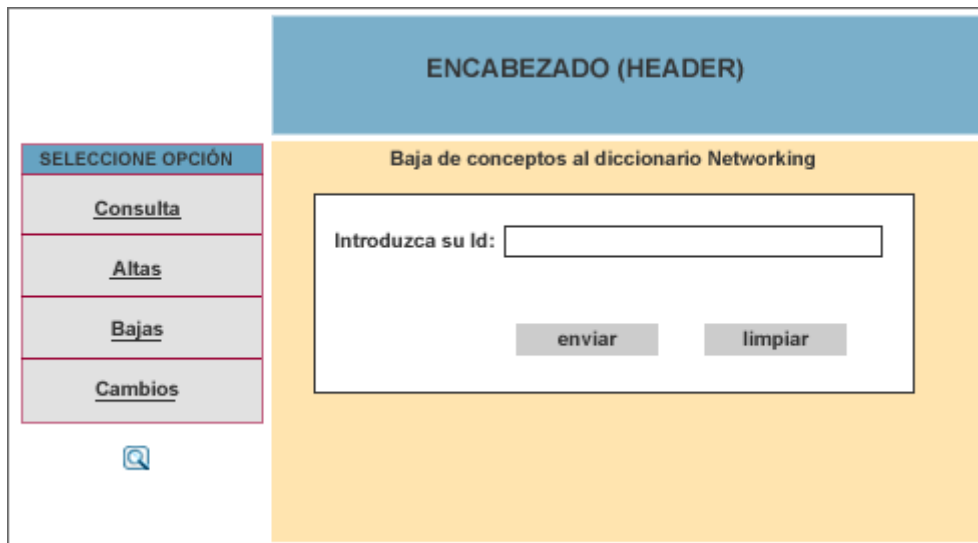 ENCABEZADO (HEADER)
SELECCIONE OPCIÓN
Consulta
Altas
Bajas
Cambios
Baja de conceptos al diccionario Networking
Introduzca su Id:
enviar limpiar